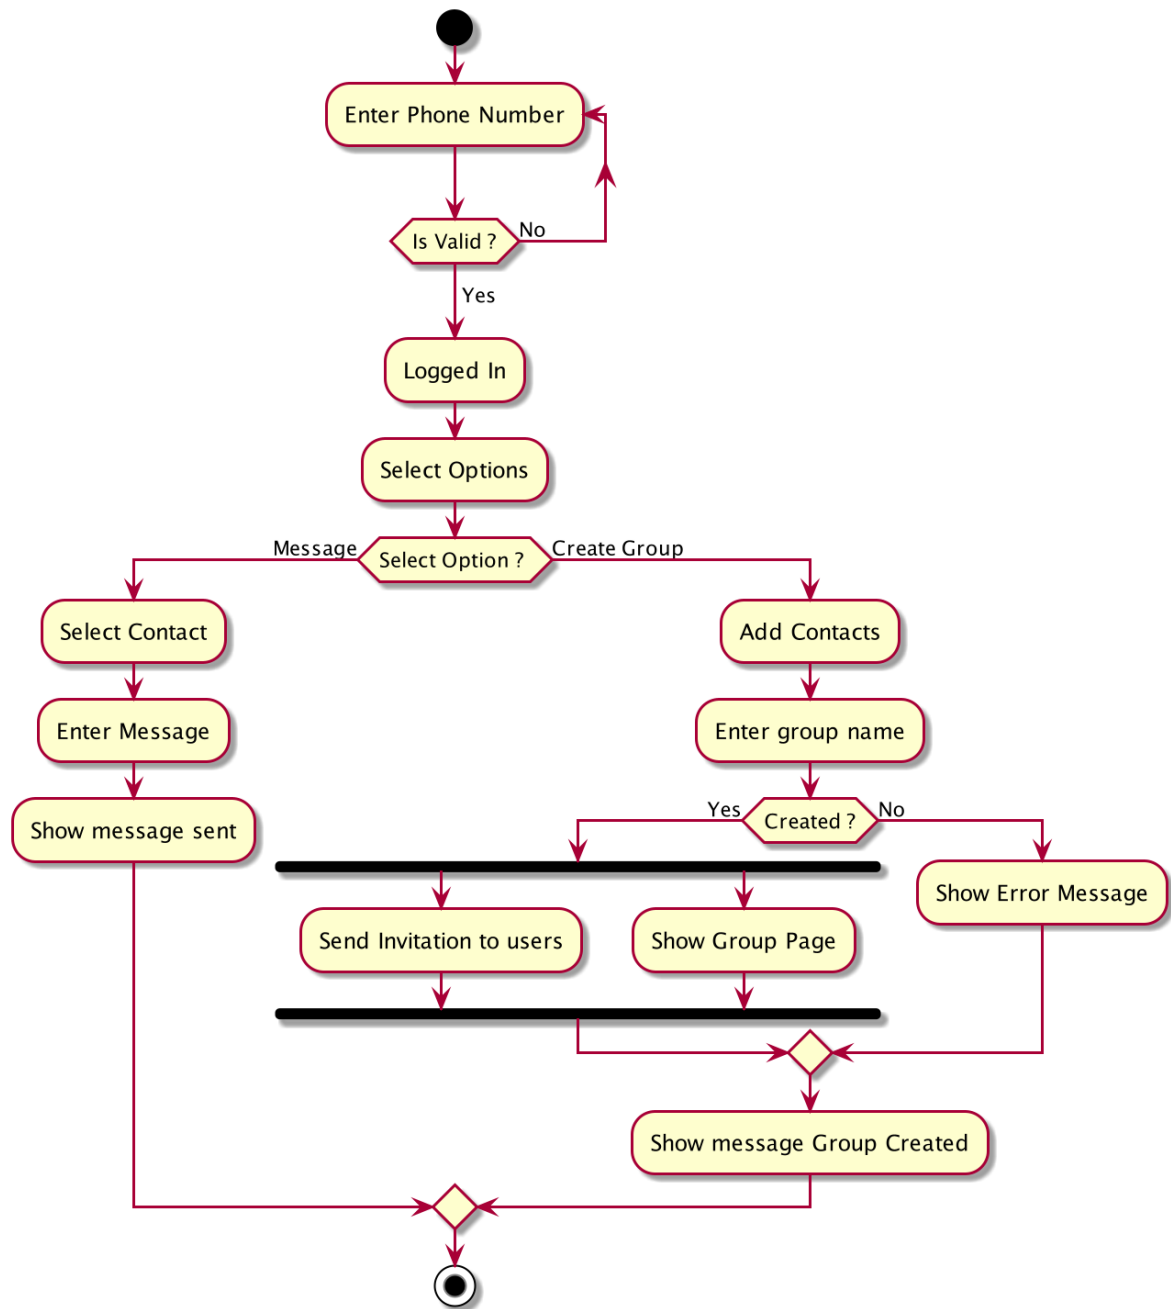 Enter Phone Number
Is Valid ?
No
Yes
Logged In
Select Options
Message
Select Option ?
Create Group
Select Contact
Add Contacts
Enter Message
Enter group name
Show message sent
Yes
Created ?
No
Show Error Message
Send Invitation to users
Show Group Page
Show message Group Created